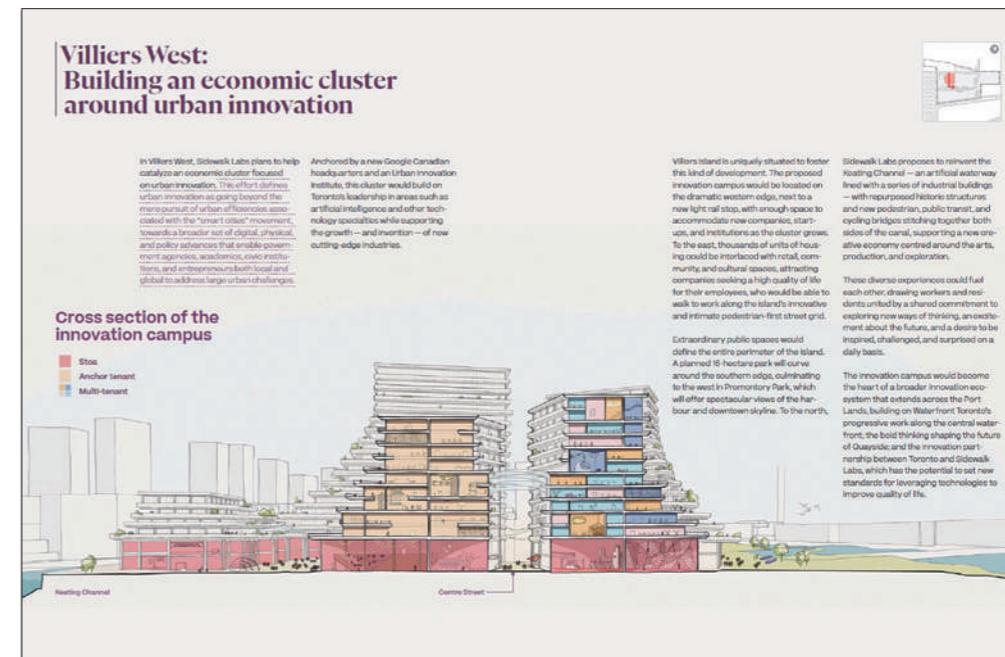 Villiers West:
Building an economic cluster
around urban innovation
In Villiers West, Sidewalk Labs plans to help
catalyze an economic cluster focused
on urban innovation. This effort defines
urban innovation as going beyond the
mere pursuit of urban efficiencies asso-
ciated with the “smart cities” movement,
towards a broader set of digital, physical,
and policy advances that enable govern-
ment agencies, academics, civic institu-
tions, and entrepreneurs both local and
global to address large urban challenges.
Anchored by a new Google Canadian
headquarters and an Urban Innovation
Institute, this cluster would build on
Toronto’s leadership in areas such as
artificial intelligence and other tech-
nology specialties while supporting
the growth — and invention — of new
cutting-edge industries.
Villiers Island is uniquely situated to foster
this kind of development. The proposed
innovation campus would be located on
the dramatic western edge, next to a
new light rail stop, with enough space to
accommodate new companies, start-
ups, and institutions as the cluster grows.
To the east, thousands of units of hous-
ing could be interlaced with retail, com-
munity, and cultural spaces, attracting
companies seeking a high quality of life
for their employees, who would be able to
walk to work along the island’s innovative
and intimate pedestrian-first street grid.
Extraordinary public spaces would
define the entire perimeter of the island.
A planned 16-hectare park will curve
around the southern edge, culminating
to the west in Promontory Park, which
will offer spectacular views of the har-
bour and downtown skyline. To the north,
Sidewalk Labs proposes to reinvent the
Keating Channel — an artificial waterway
lined with a series of industrial buildings
— with repurposed historic structures
and new pedestrian, public transit, and
cycling bridges stitching together both
sides of the canal, supporting a new cre-
ative economy centred around the arts,
production, and exploration.
These diverse experiences could fuel
each other, drawing workers and resi-
dents united by a shared commitment to
exploring new ways of thinking, an excite-
ment about the future, and a desire to be
inspired, challenged, and surprised on a
daily basis.
The innovation campus would become
the heart of a broader innovation eco-
system that extends across the Port
Lands, building on Waterfront Toronto’s
progressive work along the central water-
front; the bold thinking shaping the future
of Quayside; and the innovation part-
nership between Toronto and Sidewalk
Labs, which has the potential to set new
standards for leveraging technologies to
improve quality of life.
Cross section of the
innovation campus
Stoa
Anchor tenant
Multi-tenant
Keating Channel
Centre Street